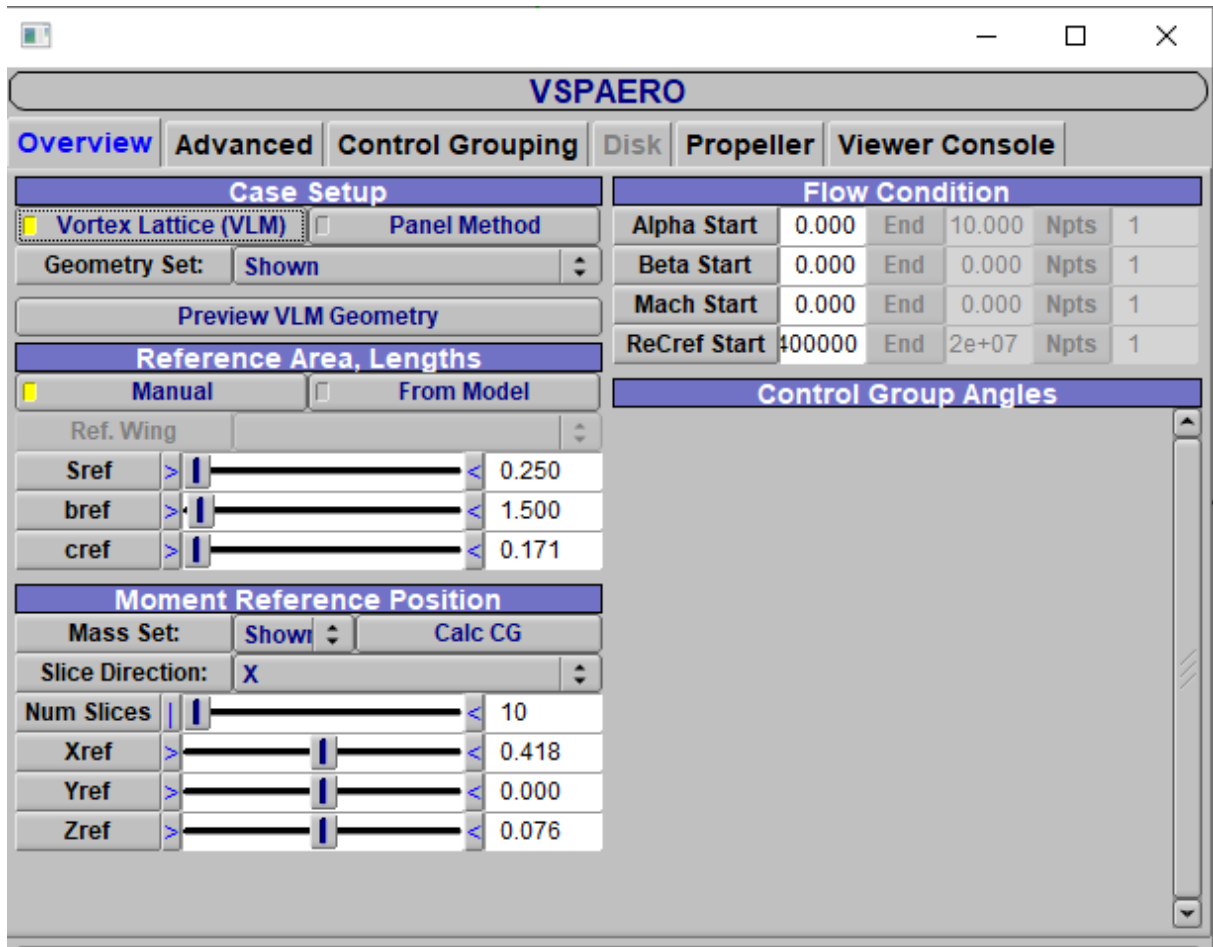 VSPAERO
Overview Advanced Control Grouping Disk Propeller Viewer Console
Case Setup
Vortex Lattice (VLM) Panel Method
Geometry Set: Shown
Preview VLM Geometry
Reference Area, Lengths
Manual From Model
Ref. Wing
Sref > < 0.250
bref > < 1.500
cref > < 0.171
Moment Reference Position
Mass Set: Shown Calc CG
Slice Direction: X
Num Slices | < 10
Xref > < 0.418
Yref > < 0.000
Zref > < 0.076
Flow Condition
Alpha Start 0.000 End 10.000 Npts 1
Beta Start 0.000 End 0.000 Npts 1
Mach Start 0.000 End 0.000 Npts 1
ReCref Start 400000 End 2e+07 Npts 1
Control Group Angles